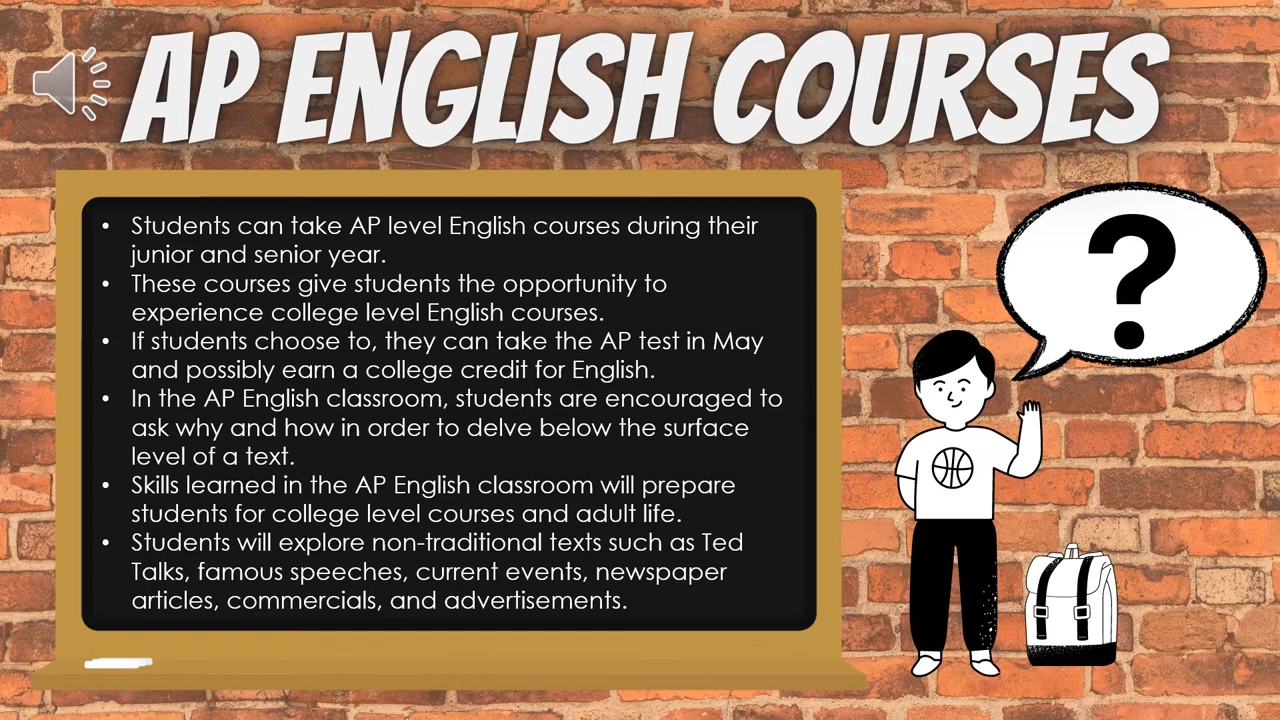 AP ENGLISH COURSES
• Students can take AP level English courses during their
junior and senior year.
• These courses give students the opportunity to
experience college level English courses.
• If students choose to, they can take the AP test in May
and possibly earn a college credit for English.
• In the AP English classroom, students are encouraged to
ask why and how in order to delve below the surface
level of a text.
• Skills learned in the AP English classroom will prepare
students for college level courses and adult life.
• Students will explore non-traditional texts such as Ted
Talks, famous speeches, current events, newspaper
articles, commercials, and advertisements.
?